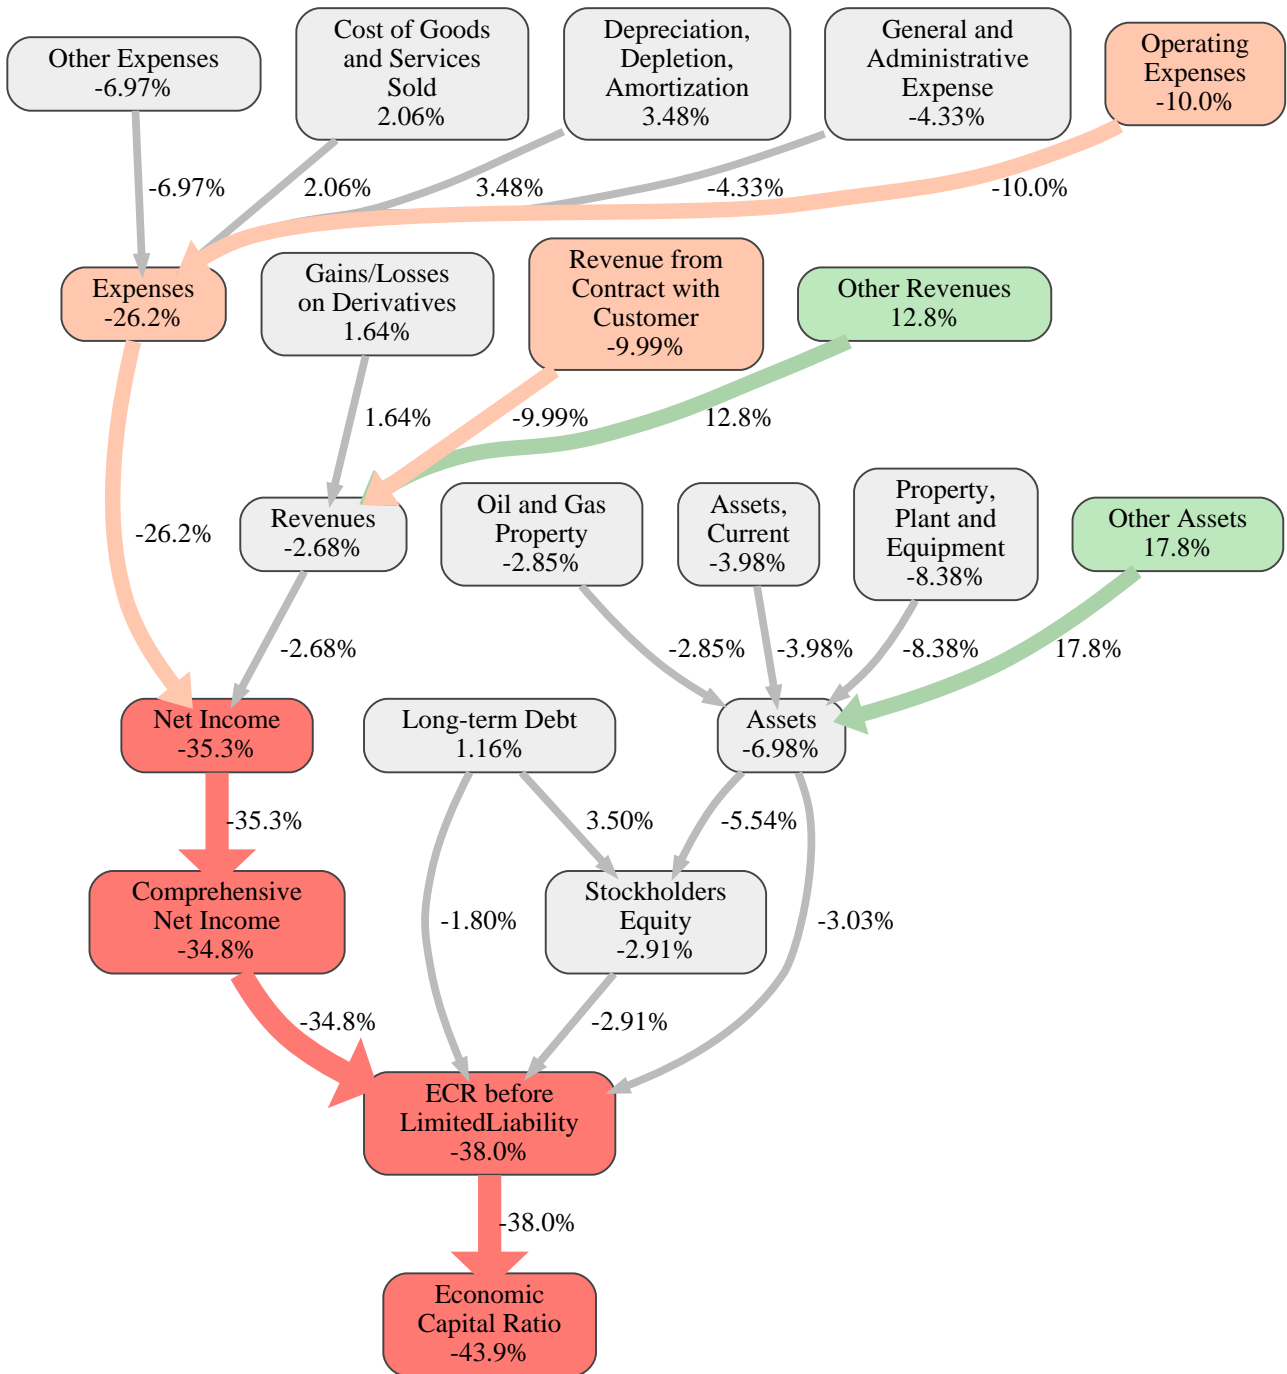 Other Expenses
-6.97%
Cost of Goods
and Services
Sold
2.06%
Depreciation,
Depletion,
Amortization
3.48%
General and
Administrative
Expense
-4.33%
Operating
Expenses
-10.0%
-6.97%
2.06%
3.48%
-4.33%
-10.0%
Expenses
-26.2%
Gains/Losses
on Derivatives
1.64%
Revenue from
Contract with
Customer
-9.99%
Other Revenues
12.8%
1.64%
-9.99%
12.8%
-26.2%
Revenues
-2.68%
Oil and Gas
Property
-2.85%
Assets,
Current
-3.98%
Property,
Plant and
Equipment
-8.38%
Other Assets
17.8%
-2.68%
-2.85%
-3.98%
-8.38%
17.8%
Net Income
-35.3%
Long-term Debt
1.16%
Assets
-6.98%
-35.3%
3.50%
-5.54%
Comprehensive
Net Income
-34.8%
-1.80%
Stockholders
Equity
-2.91%
-3.03%
-34.8%
-2.91%
ECR before
LimitedLiability
-38.0%
-38.0%
Economic
Capital Ratio
-43.9%